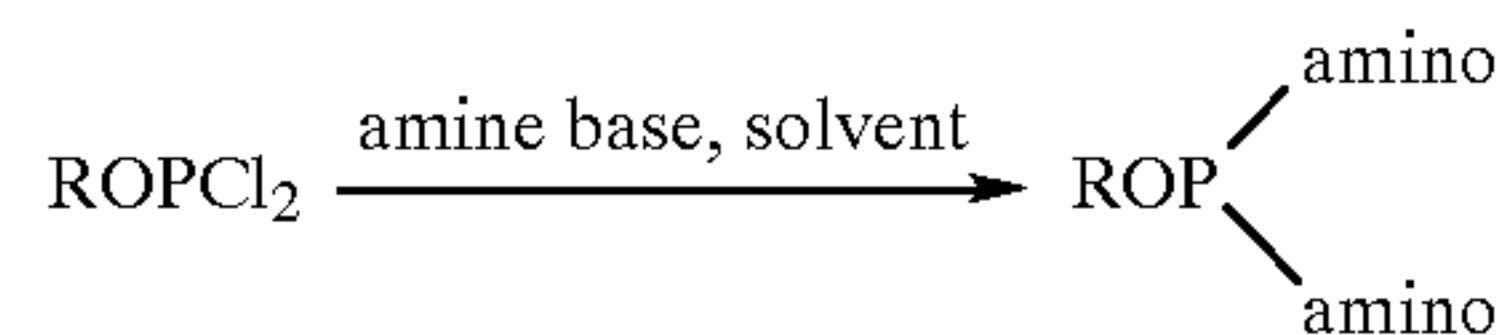 amino
amine base, solvent
ROPCl₂
ROP
amino